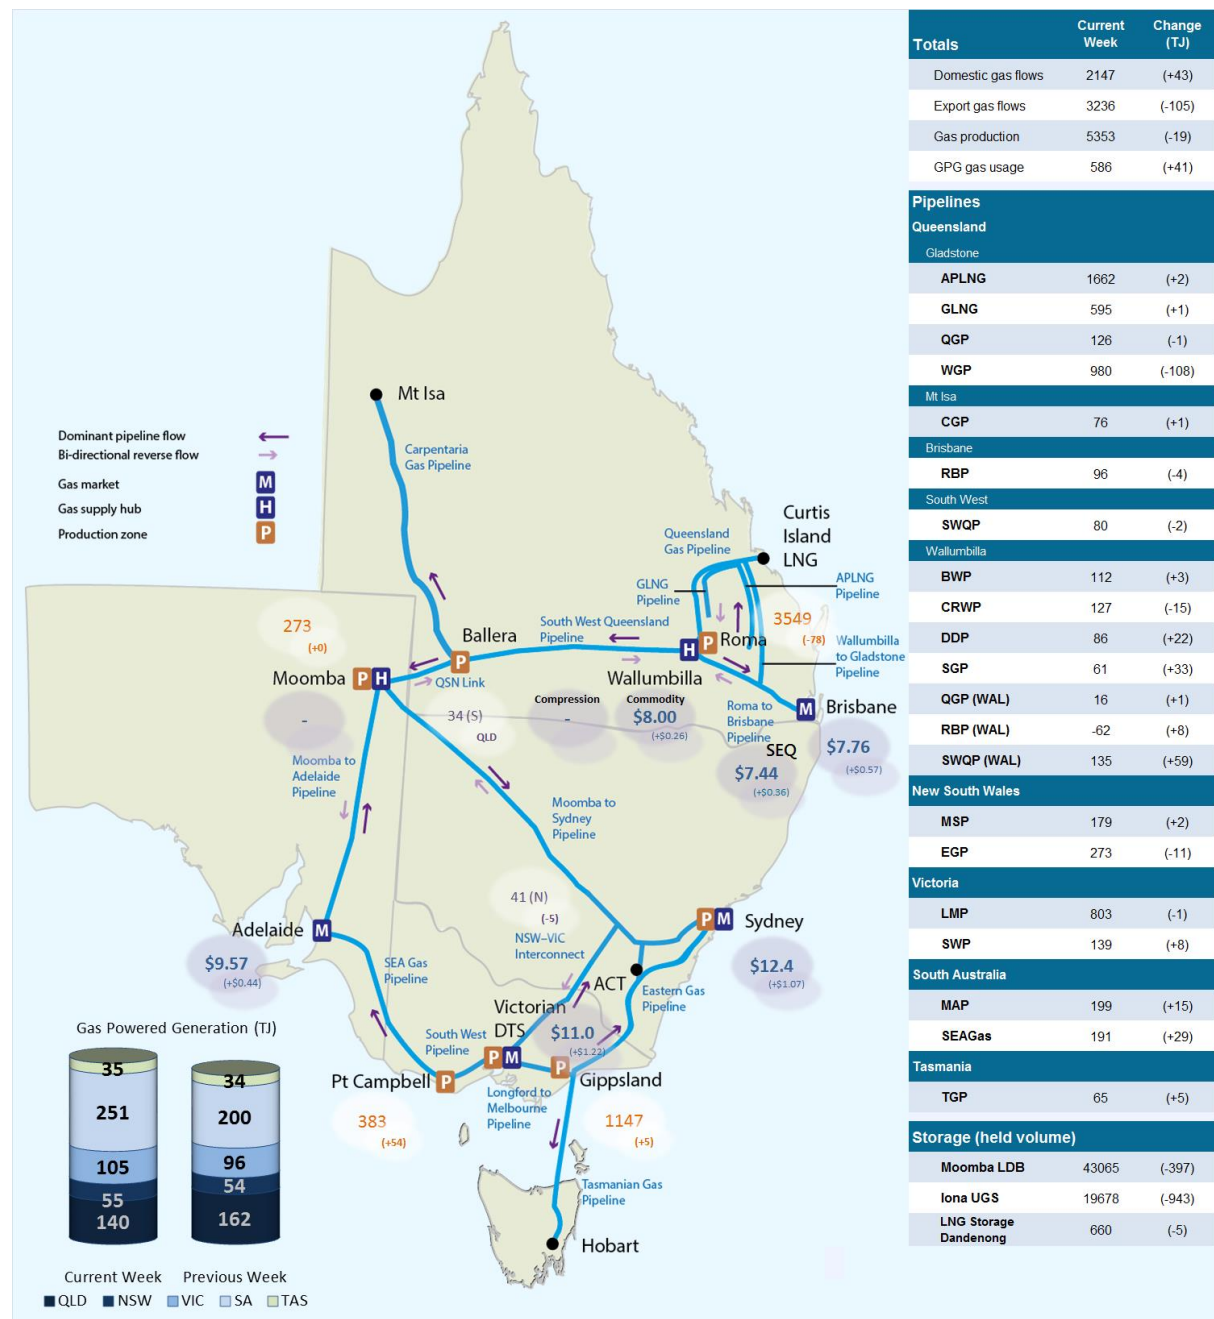 Mt Isa
Dominant pipeline flow
Bi-directional reverse flow
Gas market M
Gas supply hub H
Production zone P
Carpentaria
Gas Pipeline
Curtis
Island
LNG
Queensland
Gas Pipeline
GLNG
Pipeline
APLNG
Pipeline
273
(+0)
Ballera
P
South West Queensland
Pipeline
H P Roma
3549
(-78)
Wallumbilla
to Gladstone
Pipeline
Moomba P H
QSN Link
Wallumbilla
-
34 (S)
QLD
Compression
-
Commodity
$8.00
(+$0.26)
Roma to
Brisbane
Pipeline
M Brisbane
$7.76
(+$0.57)
SEQ
$7.44
(+$0.36)
Moomba to
Adelaide
Pipeline
Moomba to
Sydney
Pipeline
41 (N)
(-5)
NSW–VIC
Interconnect
P M Sydney
$12.4
(+$1.07)
Adelaide M
$9.57
(+$0.44)
SEA Gas
Pipeline
ACT
Eastern Gas
Pipeline
Victorian
DTS
P M
$11.0
(+$1.22)
South West
Pipeline
Pt Campbell P
383
(+54)
P
Gippsland
1147
(+5)
Longford to
Melbourne
Pipeline
Tasmanian Gas
Pipeline
Hobart
Gas Powered Generation (TJ)
35
251
105
55
140
34
200
96
54
162
Current Week Previous Week
QLD NSW VIC SA TAS
Totals Current Week Change (TJ)
Domestic gas flows 2147 (+43)
Export gas flows 3236 (-105)
Gas production 5353 (-19)
GPG gas usage 586 (+41)
Pipelines
Queensland
Gladstone
APLNG 1662 (+2)
GLNG 595 (+1)
QGP 126 (-1)
WGP 980 (-108)
Mt Isa
CGP 76 (+1)
Brisbane
RBP 96 (-4)
South West
SWQP 80 (-2)
Wallumbilla
BWP 112 (+3)
CRWP 127 (-15)
DDP 86 (+22)
SGP 61 (+33)
QGP (WAL) 16 (+1)
RBP (WAL) -62 (+8)
SWQP (WAL) 135 (+59)
New South Wales
MSP 179 (+2)
EGP 273 (-11)
Victoria
LMP 803 (-1)
SWP 139 (+8)
South Australia
MAP 199 (+15)
SEAGas 191 (+29)
Tasmania
TGP 65 (+5)
Storage (held volume)
Moomba LDB 43065 (-397)
Iona UGS 19678 (-943)
LNG Storage
Dandenong 660 (-5)